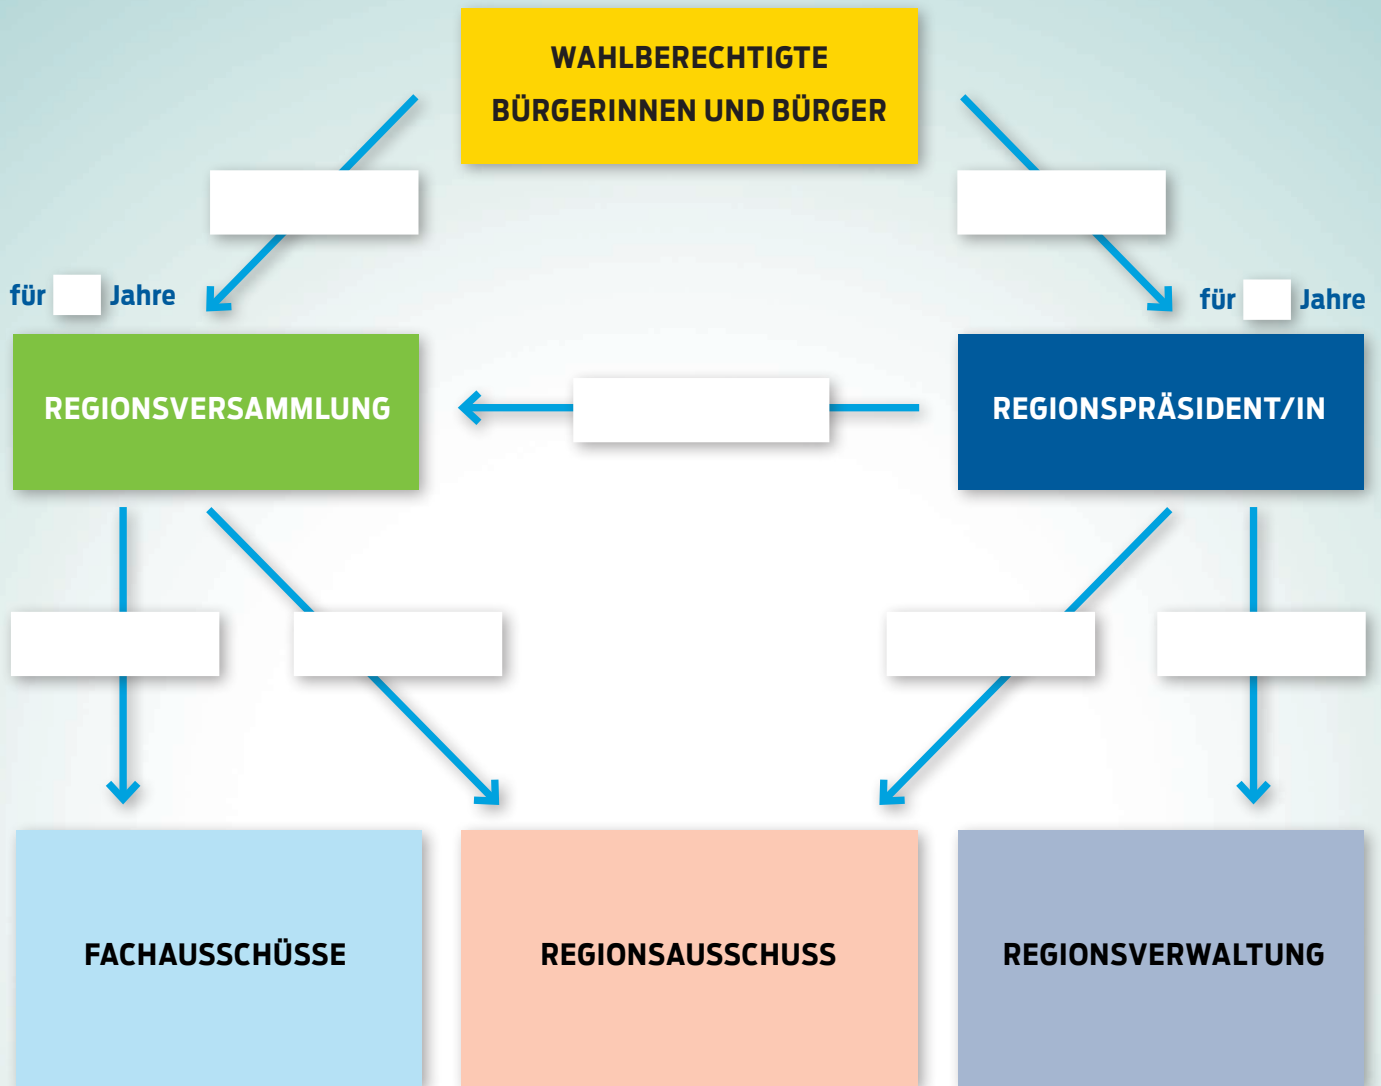 WAHLBERECHTIGTE
BÜRGERINNEN UND BÜRGER
für Jahre
für Jahre
REGIONSVERSAMMLUNG
REGIONSPRÄSIDENT/IN
FACHAUSSCHÜSSE
REGIONSAUSSCHUSS
REGIONSVERWALTUNG